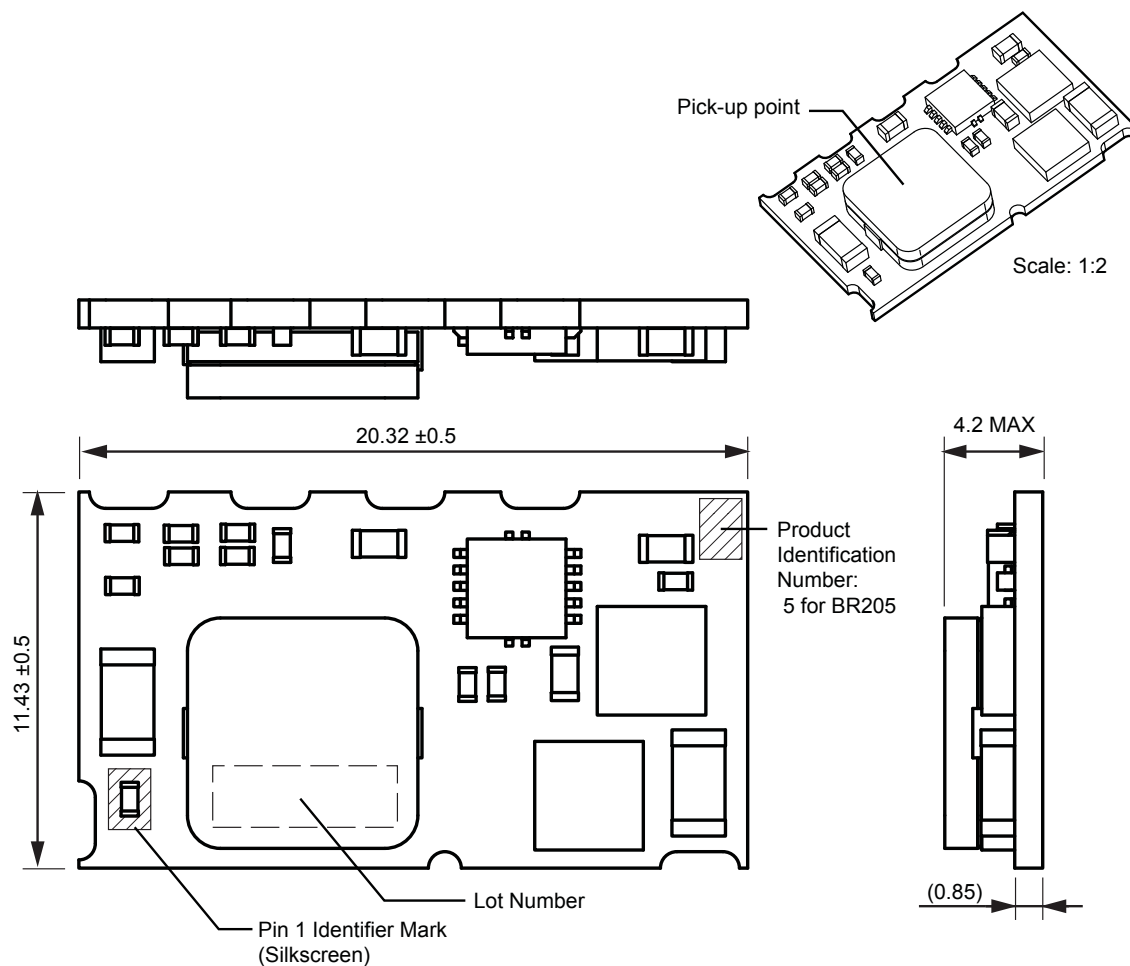 Pick-up point
Scale: 1:2
20.32 ±0.5
4.2 MAX
Product
Identification
Number:
5 for BR205
11.43 ±0.5
(0.85)
Lot Number
Pin 1 Identifier Mark
(Silkscreen)